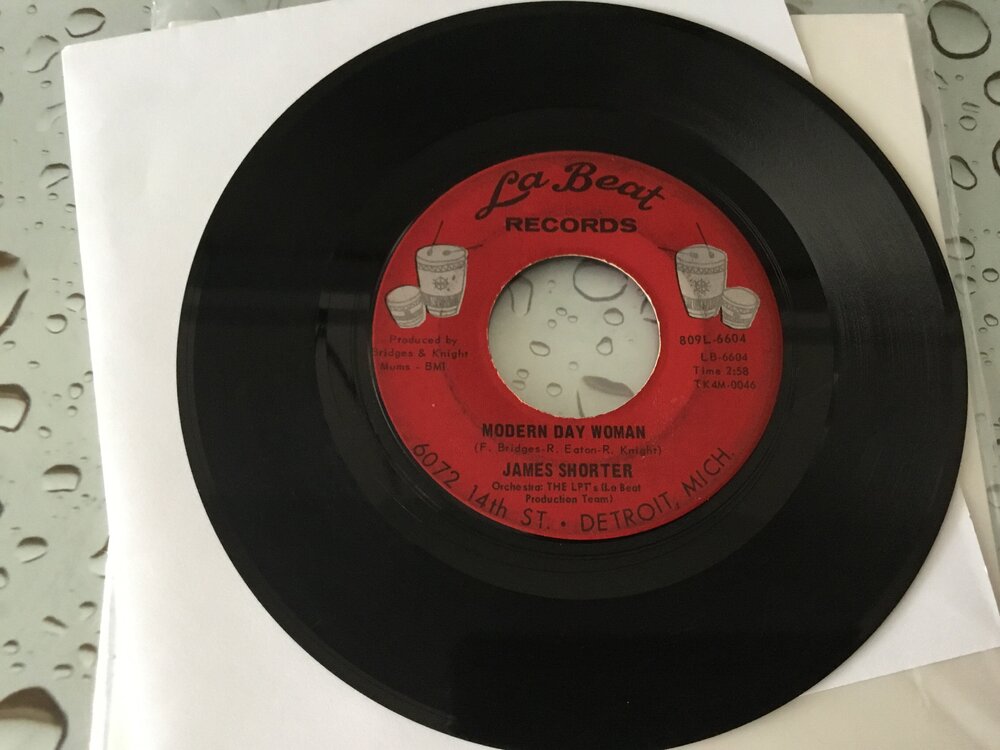 La Beat
RECORDS
Produced by
Bridges & Knight
Mums - BMI
809L-6604
LB-6604
Time 2:58
TK4M-0046
MODERN DAY WOMAN
(F. Bridges-R. Eaton-R. Knight)
JAMES SHORTER
Orchestra: THE LPT's (La Beat
Production Team)
6072 14th ST. • DETROIT, MICH.